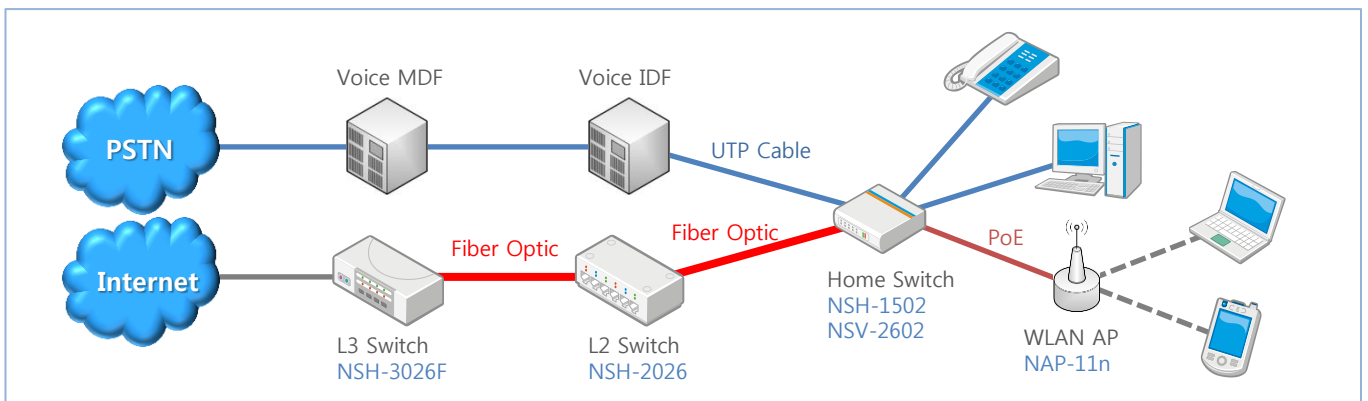 Voice MDF
Voice IDF
PSTN
UTP Cable
Fiber Optic
Fiber Optic
PoE
Internet
Home Switch
NSH-1502
NSV-2602
L3 Switch
NSH-3026F
L2 Switch
NSH-2026
WLAN AP
NAP-11n